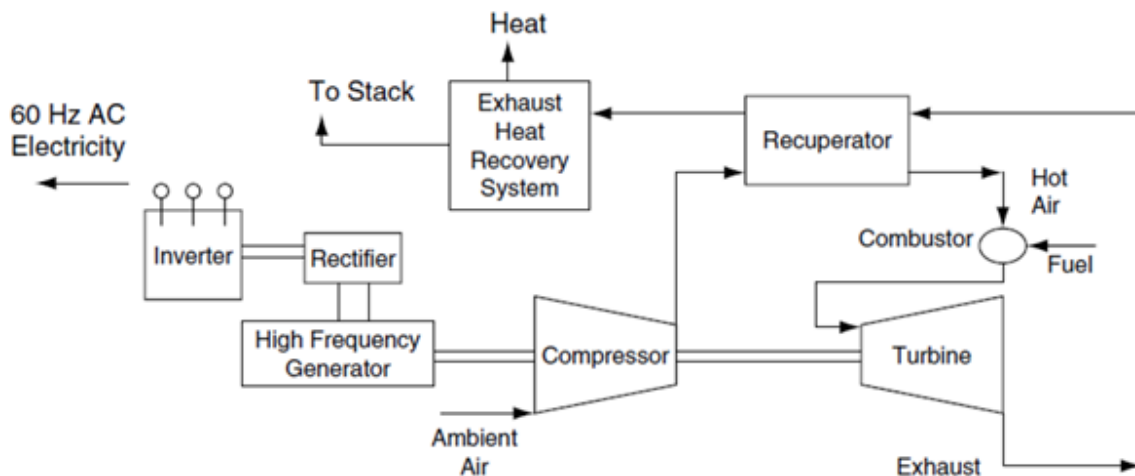 Heat
To Stack
60 Hz AC
Electricity
Exhaust
Heat
Recovery
System
Recuperator
Hot
Air
Combustor
Fuel
Inverter
Rectifier
High Frequency
Generator
Compressor
Turbine
Ambient
Air
Exhaust